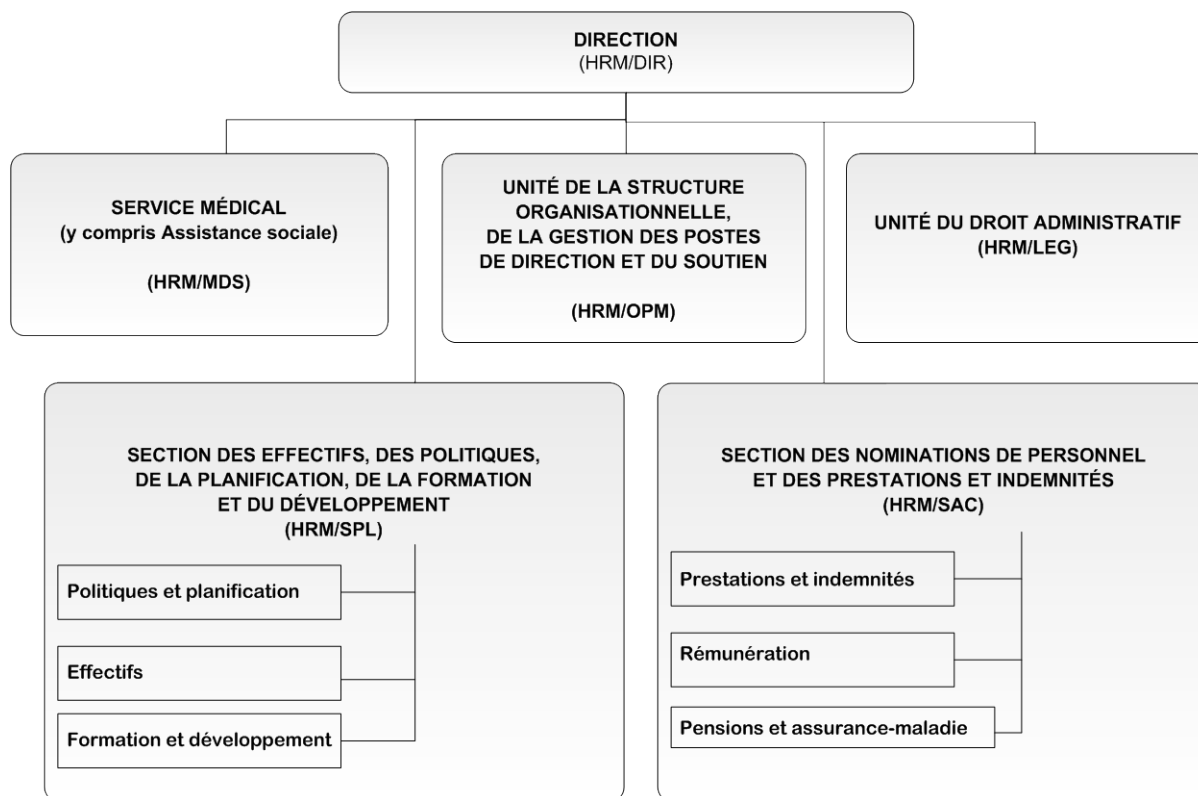 DIRECTION
(HRM/DIR)
SERVICE MÉDICAL
(y compris Assistance sociale)
(HRM/MDS)
UNITÉ DE LA STRUCTURE
ORGANISATIONNELLE,
DE LA GESTION DES POSTES
DE DIRECTION ET DU SOUTIEN
(HRM/OPM)
UNITÉ DU DROIT ADMINISTRATIF
(HRM/LEG)
SECTION DES EFFECTIFS, DES POLITIQUES,
DE LA PLANIFICATION, DE LA FORMATION
ET DU DÉVELOPPEMENT
(HRM/SPL)
Politiques et planification
Effectifs
Formation et développement
SECTION DES NOMINATIONS DE PERSONNEL
ET DES PRESTATIONS ET INDEMNITÉS
(HRM/SAC)
Prestations et indemnités
Rémunération
Pensions et assurance-maladie